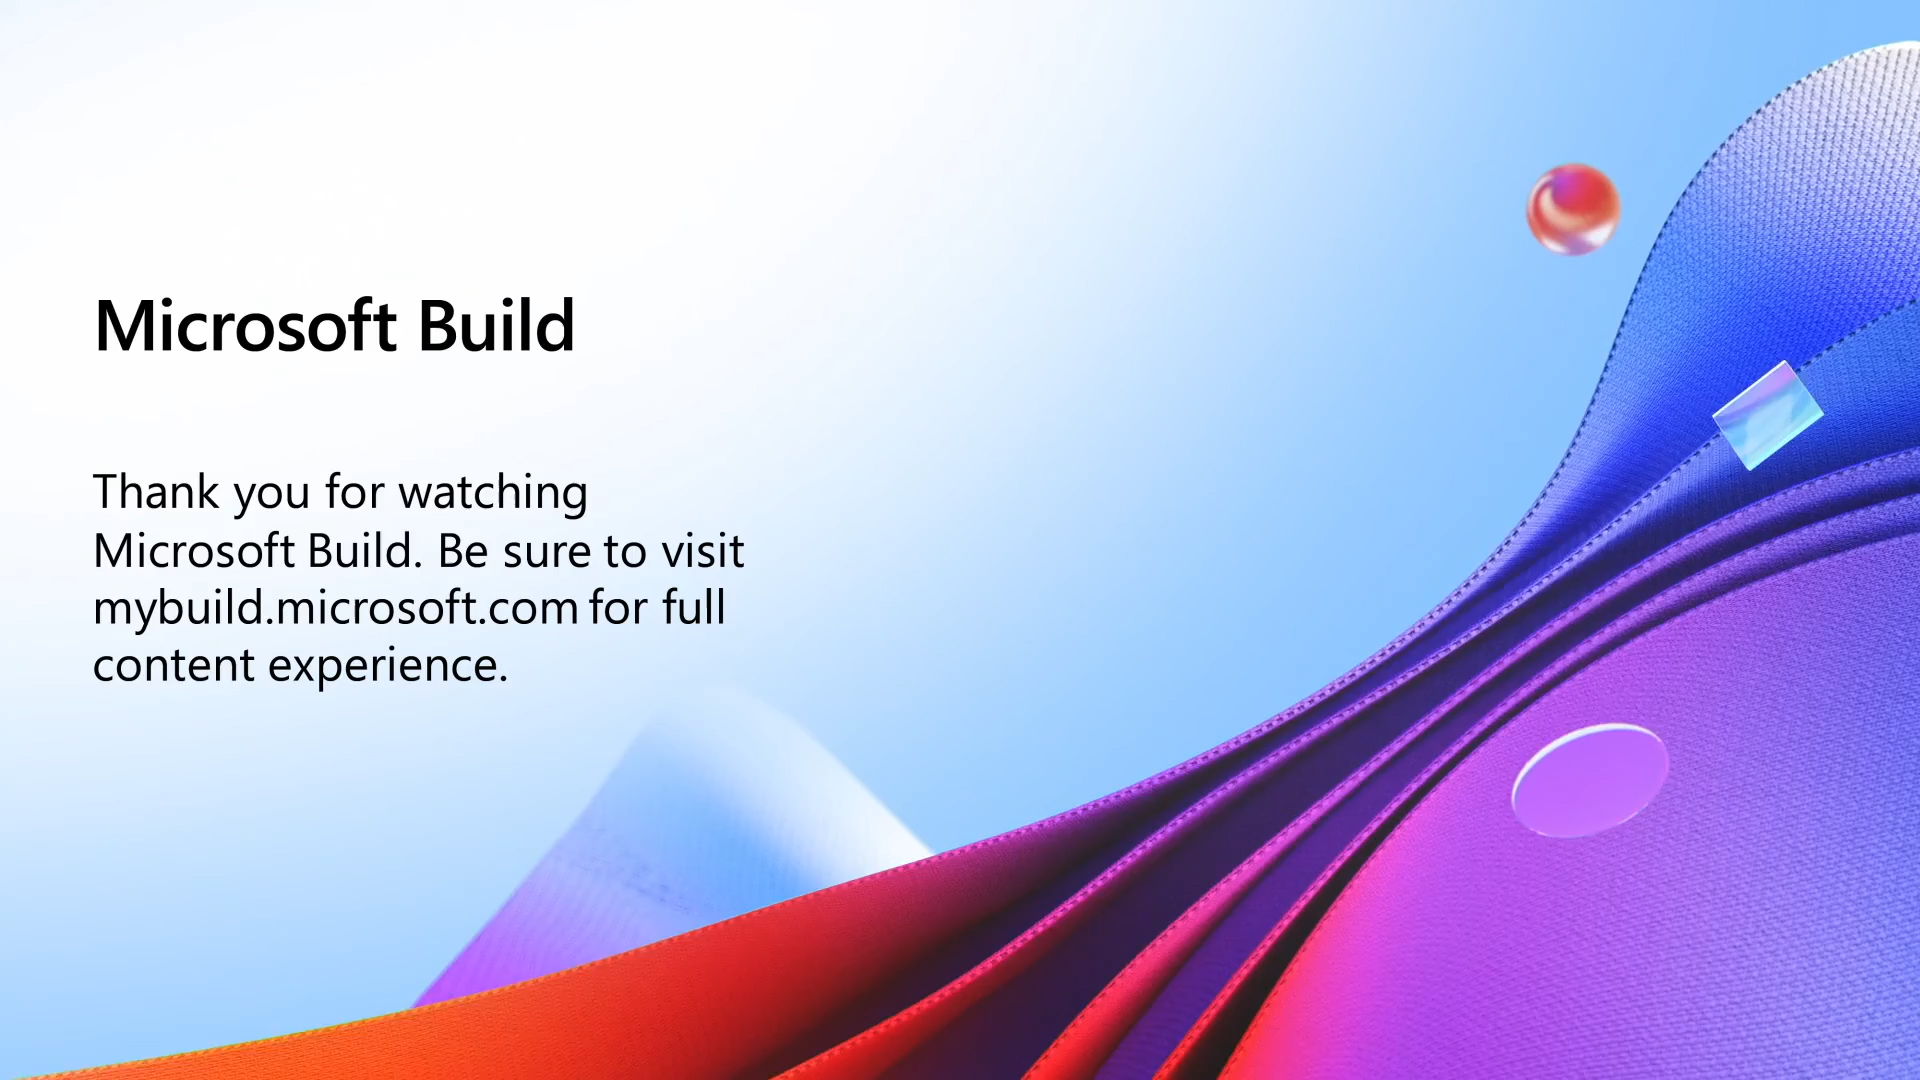 Microsoft Build
Thank you for watching
Microsoft Build. Be sure to visit
mybuild.microsoft.com for full
content experience.